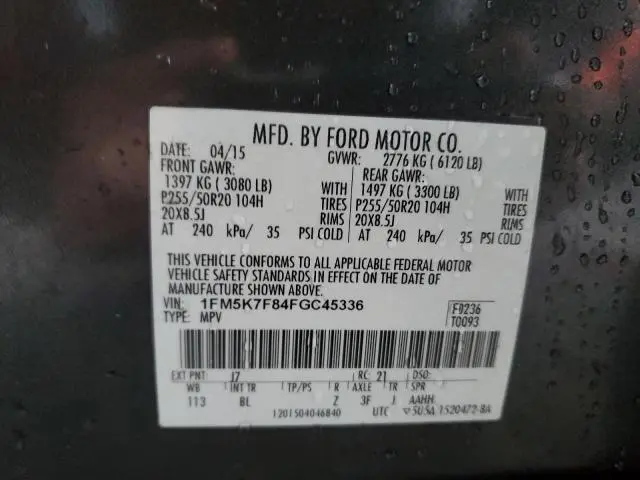 MFD. BY FORD MOTOR CO.
DATE: 04/15 GVWR: 2776 KG ( 6120 LB)
FRONT GAWR: REAR GAWR:
1397 KG ( 3080 LB) WITH 1497 KG ( 3300 LB) WITH
P255/50R20 104H TIRES P255/50R20 104H TIRES
20X8.5J RIMS 20X8.5J RIMS
AT 240 kPa/ 35 PSI COLD AT 240 kPa/ 35 PSI COLD
THIS VEHICLE CONFORMS TO ALL APPLICABLE FEDERAL MOTOR
VEHICLE SAFETY STANDARDS IN EFFECT ON THE DATE OF
MANUFACTURE SHOWN ABOVE.
VIN: 1FM5K7F84FGC45336 F0236
TYPE: MPV T0093
EXT PNT: J7 RC: 21 DSO:
WB INT TR TP/PS R AXLE TR SPR
113 BL Z 3F J AAHH
1201504046840 UTC ▽5U5A 1520472-BA